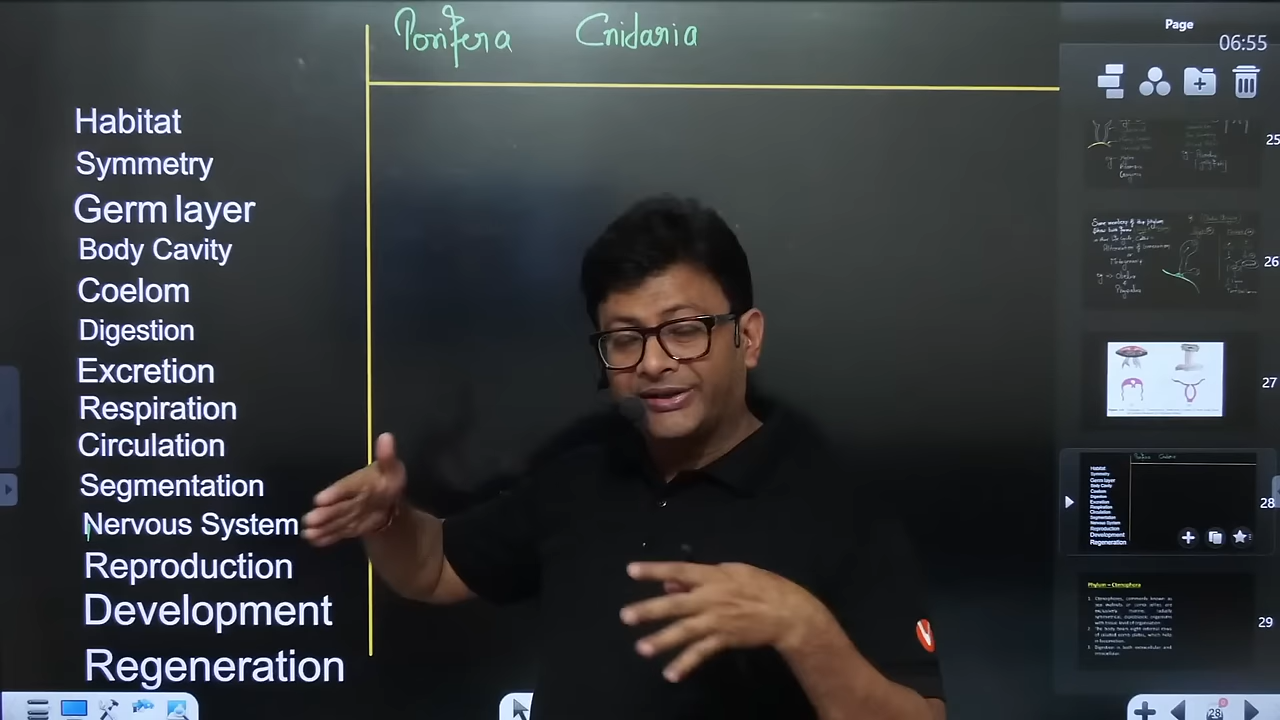 Porifera Cnidaria
Page
06:55
Habitat
Symmetry
Germ layer
Body Cavity
Coelom
Digestion
Excretion
Respiration
Circulation
Segmentation
Nervous System
Reproduction
Development
Regeneration
25
26
27
28
Phylum – Ctenophora
29
28